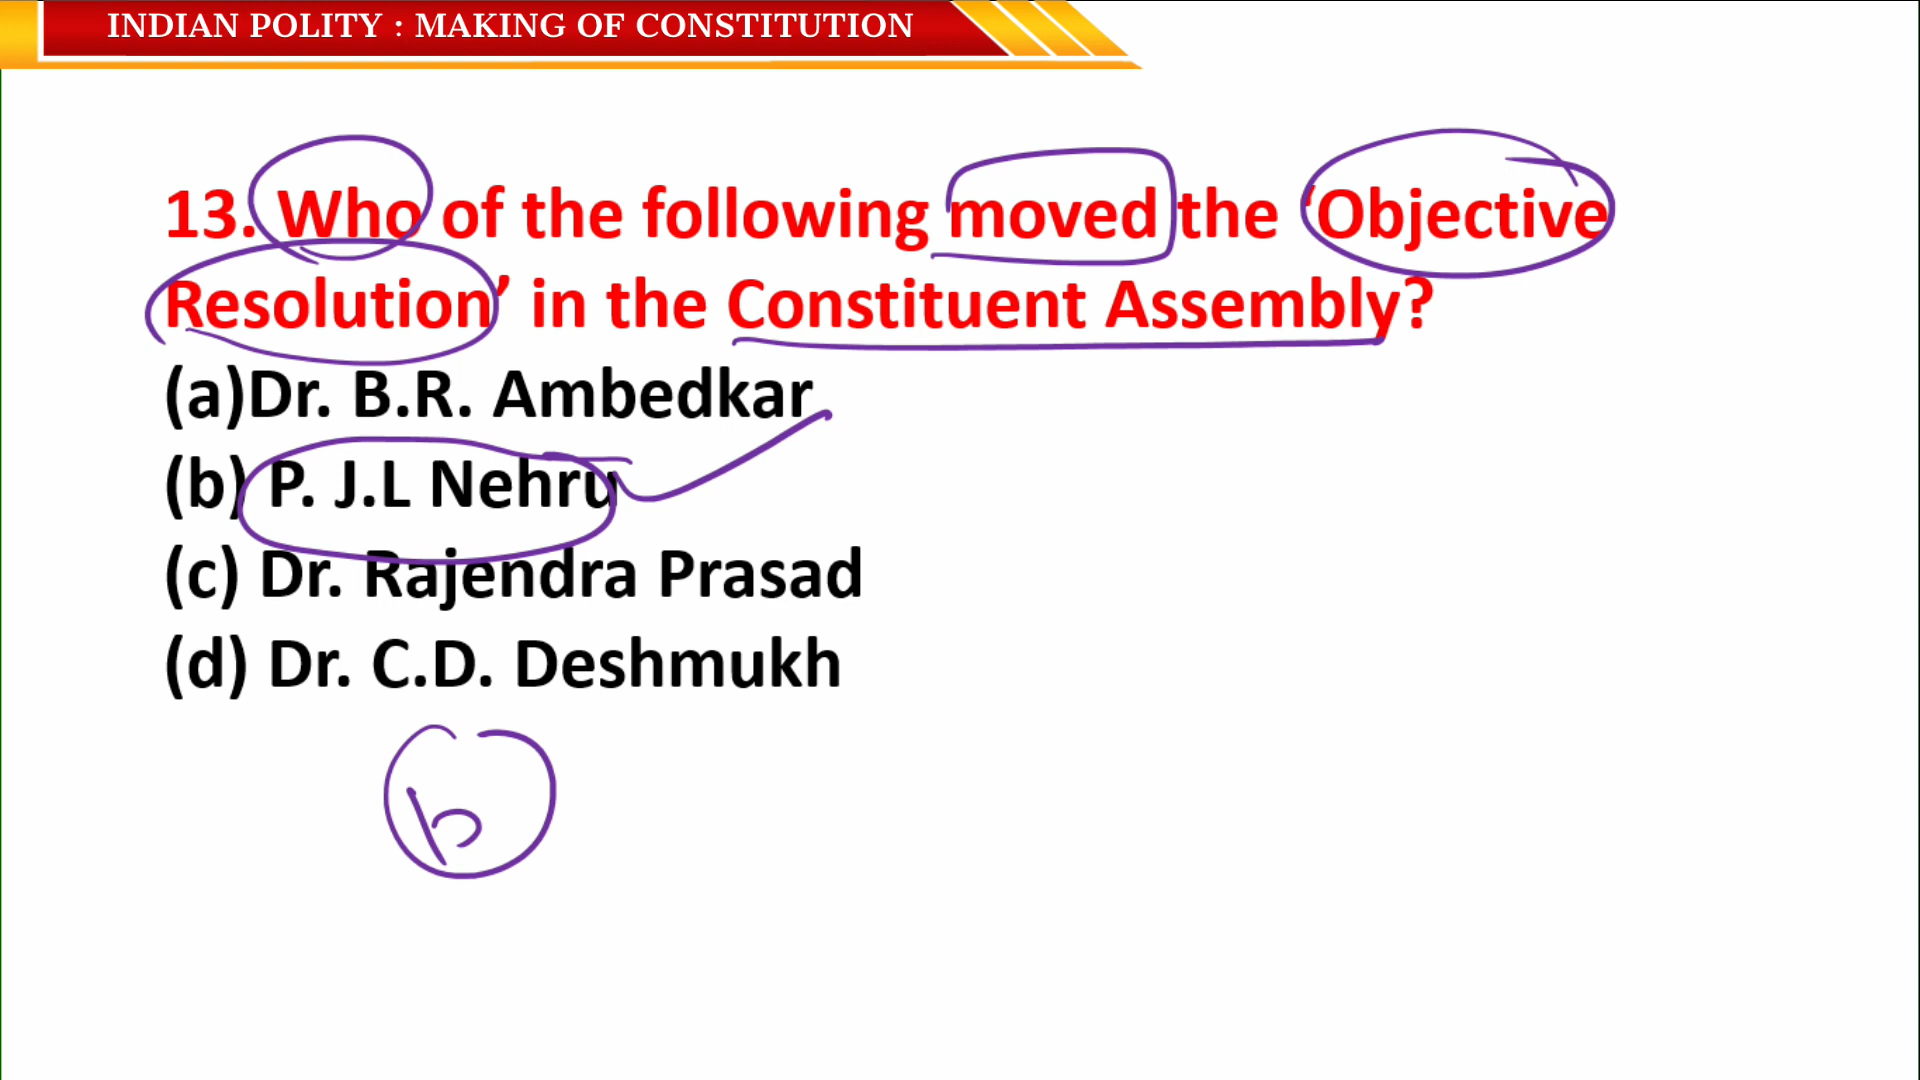 INDIAN POLITY : MAKING OF CONSTITUTION
13. Who of the following moved the ‘Objective
Resolution’ in the Constituent Assembly?
(a)Dr. B.R. Ambedkar
(b) P. J.L Nehru
(c) Dr. Rajendra Prasad
(d) Dr. C.D. Deshmukh
b